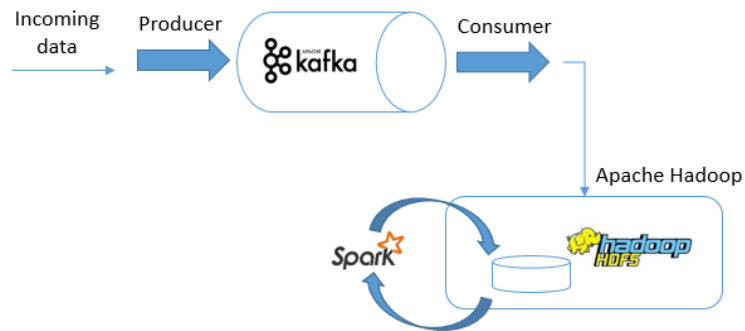 Incoming
data
Producer
APACHE
kafka
Consumer
Apache Hadoop
Spark
hadoop
HDFS